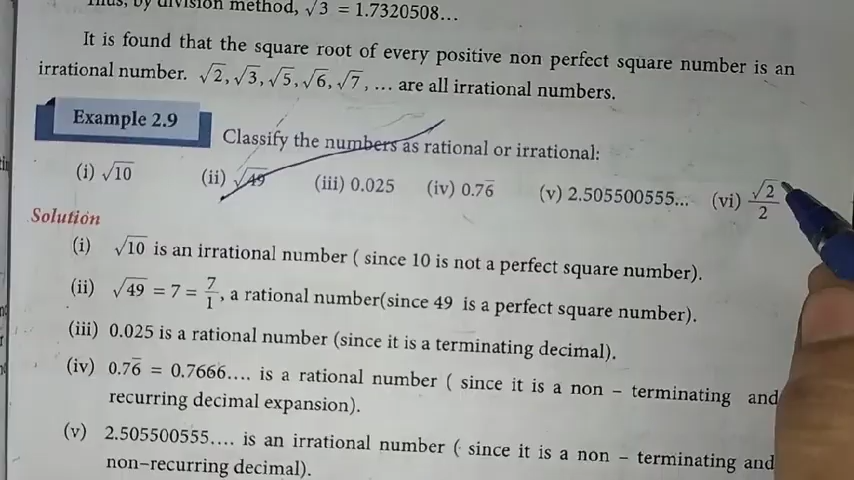 Thus, by division method, √3 = 1.7320508...
It is found that the square root of every positive non perfect square number is an
irrational number. √2, √3, √5, √6, √7, ... are all irrational numbers.
Example 2.9
Classify the numbers as rational or irrational:
(i) √10 (ii) √49 (iii) 0.025 (iv) 0.76̅ (v) 2.505500555... (vi) √2/2
Solution
(i) √10 is an irrational number ( since 10 is not a perfect square number).
(ii) √49 = 7 = 7/1, a rational number(since 49 is a perfect square number).
(iii) 0.025 is a rational number (since it is a terminating decimal).
(iv) 0.76̅ = 0.7666.... is a rational number ( since it is a non – terminating and
recurring decimal expansion).
(v) 2.505500555.... is an irrational number ( since it is a non – terminating and
non–recurring decimal).